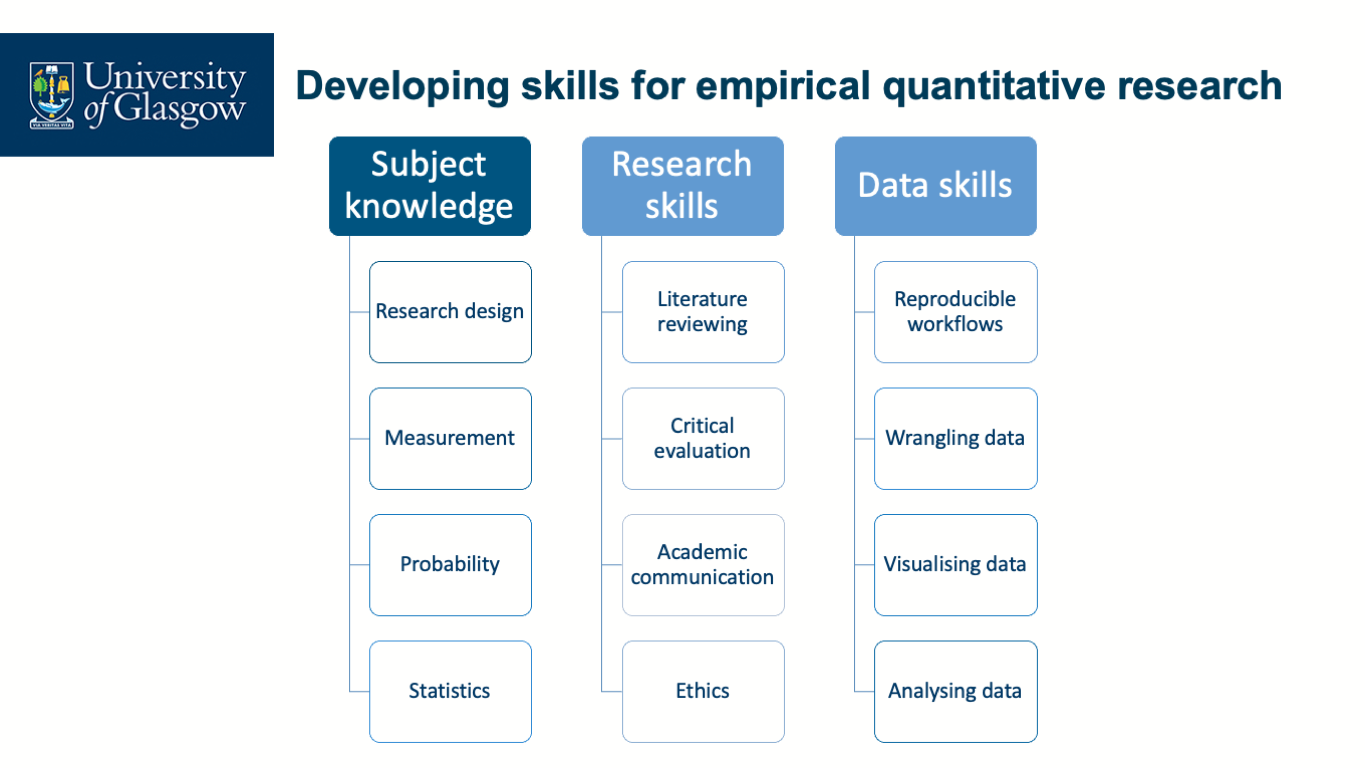 University
of Glasgow
VIA VERITAS VITA
Developing skills for empirical quantitative research
Subject
knowledge
Research design
Measurement
Probability
Statistics
Research
skills
Literature
reviewing
Critical
evaluation
Academic
communication
Ethics
Data skills
Reproducible
workflows
Wrangling data
Visualising data
Analysing data